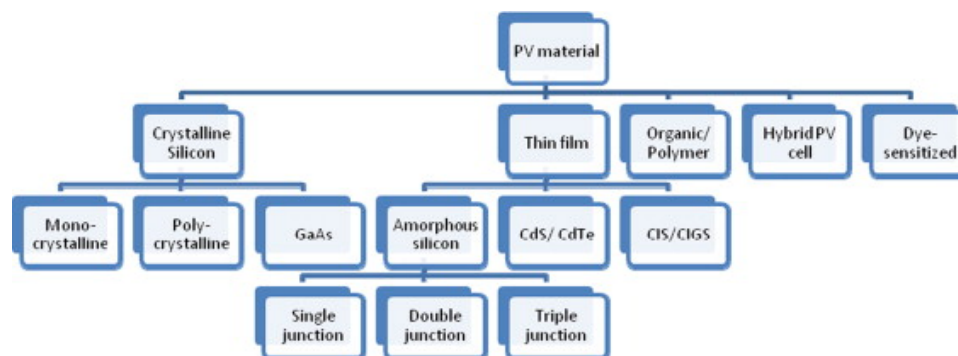 PV material
Crystalline
Silicon
Thin film
Organic/
Polymer
Hybrid PV
cell
Dye-
sensitized
Mono-
crystalline
Poly-
crystalline
GaAs
Amorphous
silicon
CdS/ CdTe
CIS/CIGS
Single
junction
Double
junction
Triple
junction